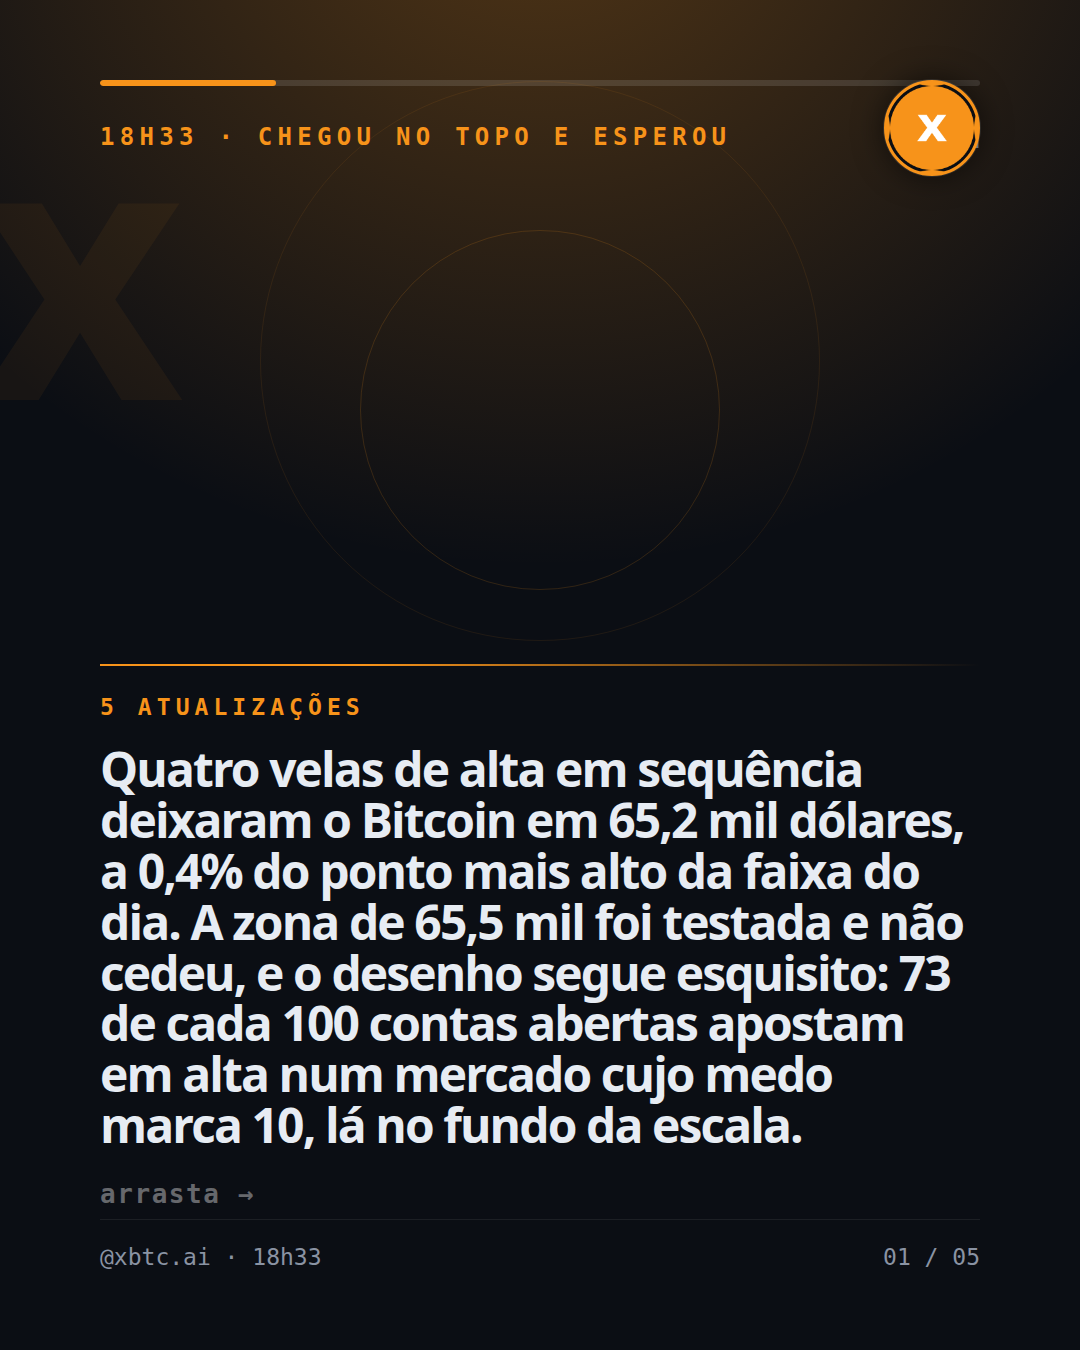 18H33 · CHEGOU NO TOPO E ESPEROU
X
X
5 ATUALIZAÇÕES
Quatro velas de alta em sequência
deixaram o Bitcoin em 65,2 mil dólares,
a 0,4% do ponto mais alto da faixa do
dia. A zona de 65,5 mil foi testada e não
cedeu, e o desenho segue esquisito: 73
de cada 100 contas abertas apostam
em alta num mercado cujo medo
marca 10, lá no fundo da escala.
arrasta →
@xbtc.ai · 18h33
01 / 05